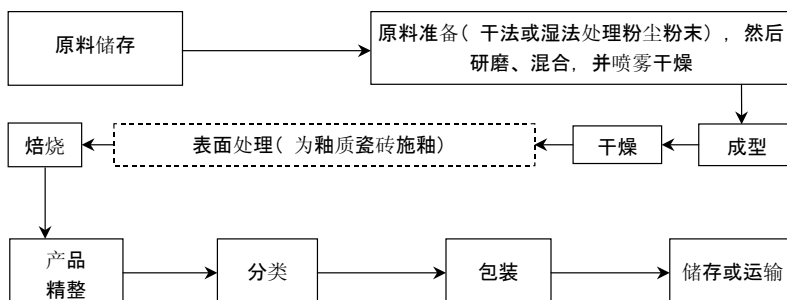 原料储存
原料准备( 干法或湿法处理粉尘粉末) , 然后
研磨、混合, 并喷雾干燥
成型
干燥
表面处理( 为釉质瓷砖施釉)
焙烧
产品
精整
分类
包装
储存或运输